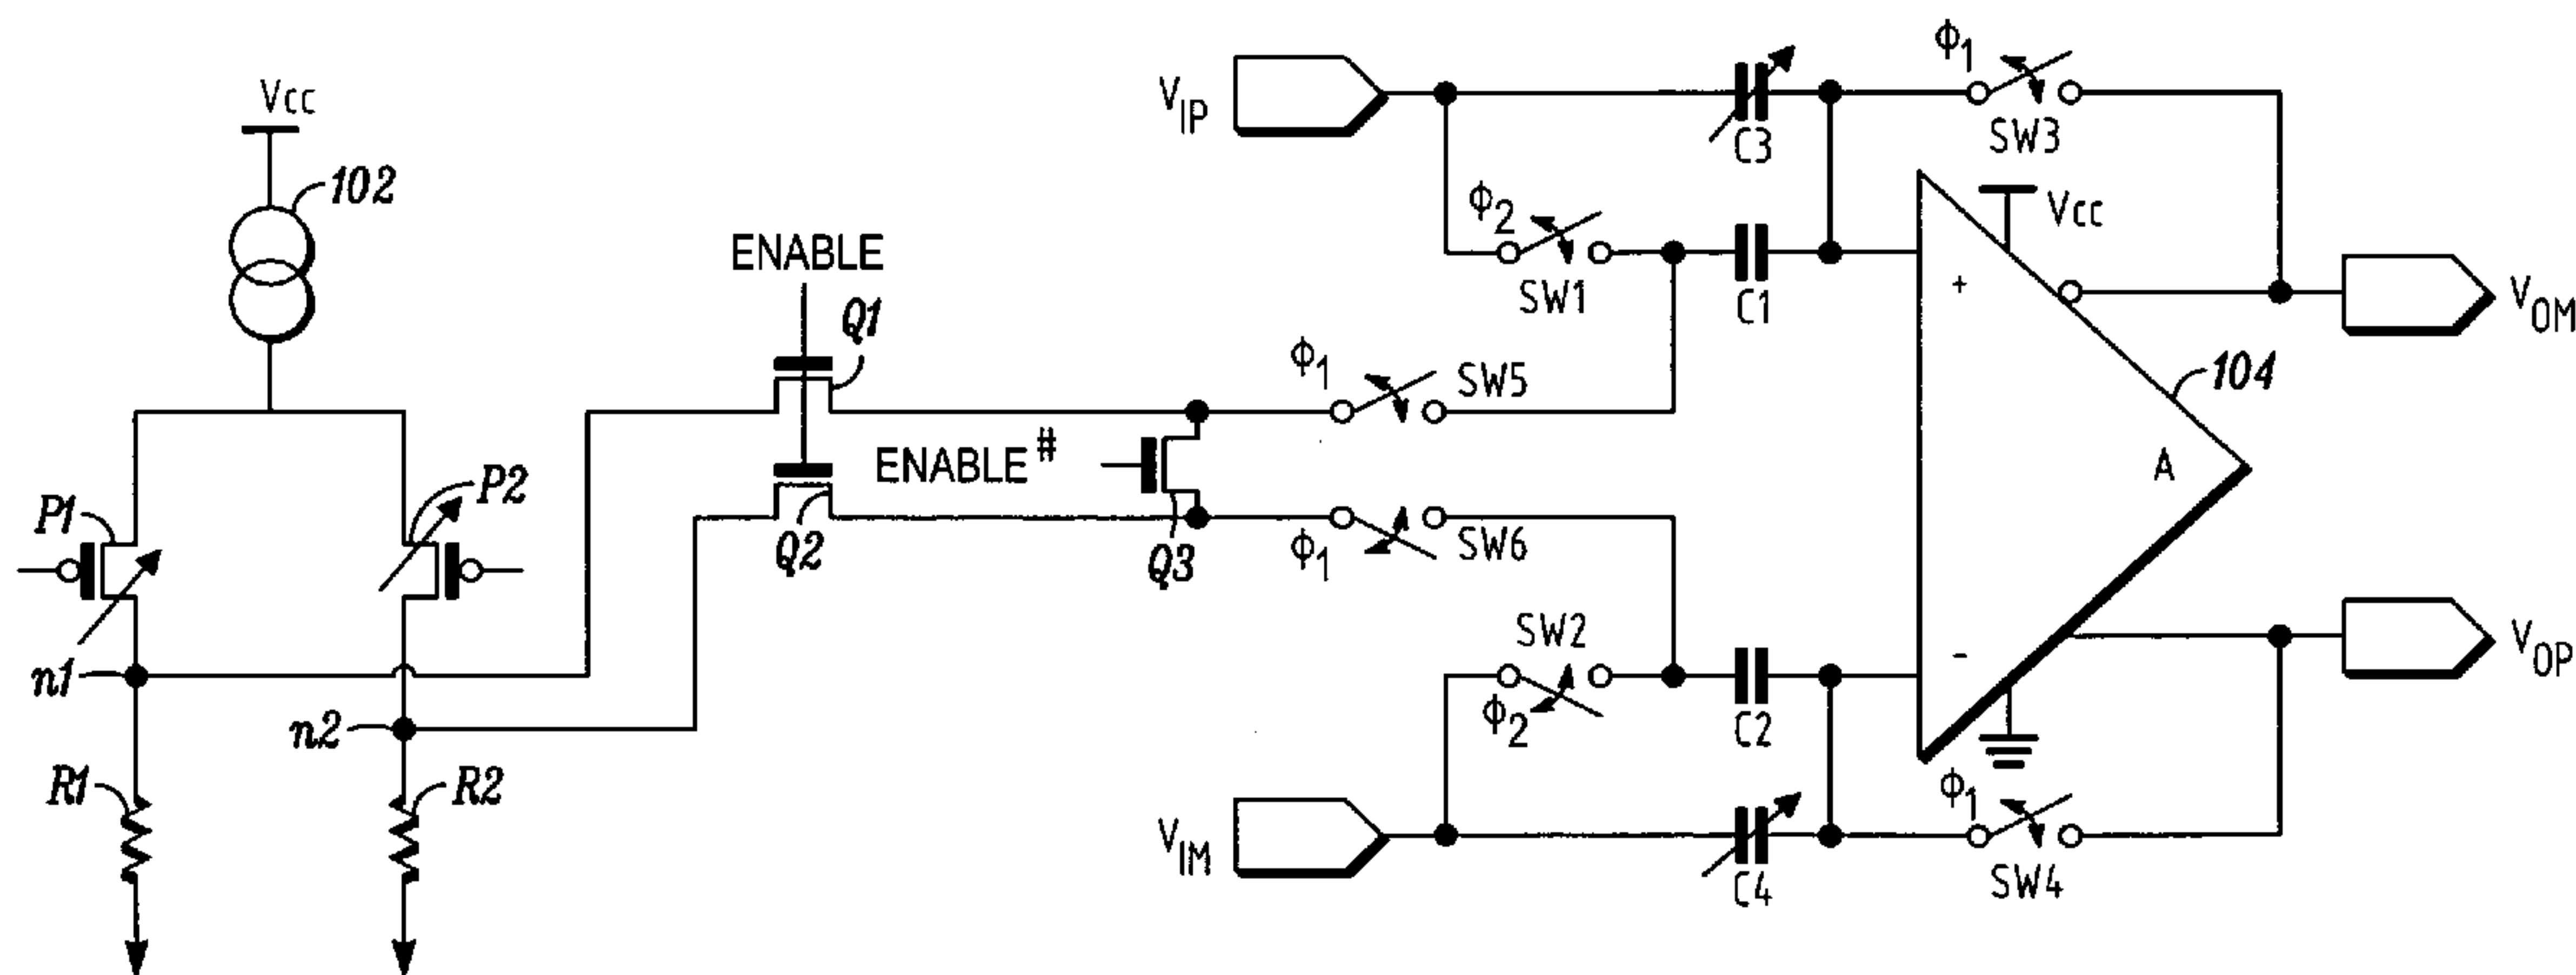 Vcc
102
P1
P2
n1
n2
R1
R2
ENABLE
Q1
ENABLE#
Q2
Q3
VIP
C3
ϕ1
SW3
ϕ2
SW1
C1
Vcc
+
VOM
ϕ1
SW5
104
A
ϕ1
SW6
SW2
ϕ2
C2
-
VOP
VIM
C4
ϕ1
SW4